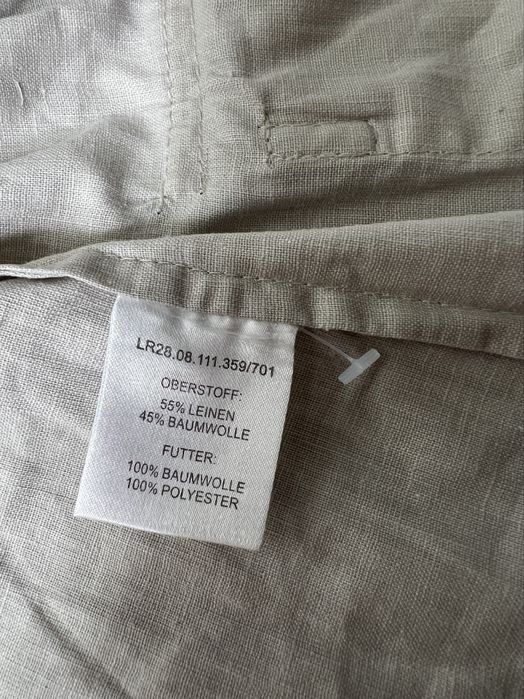 LR28.08.111.359/701
OBERSTOFF:
55% LEINEN
45% BAUMWOLLE
FUTTER:
100% BAUMWOLLE
100% POLYESTER